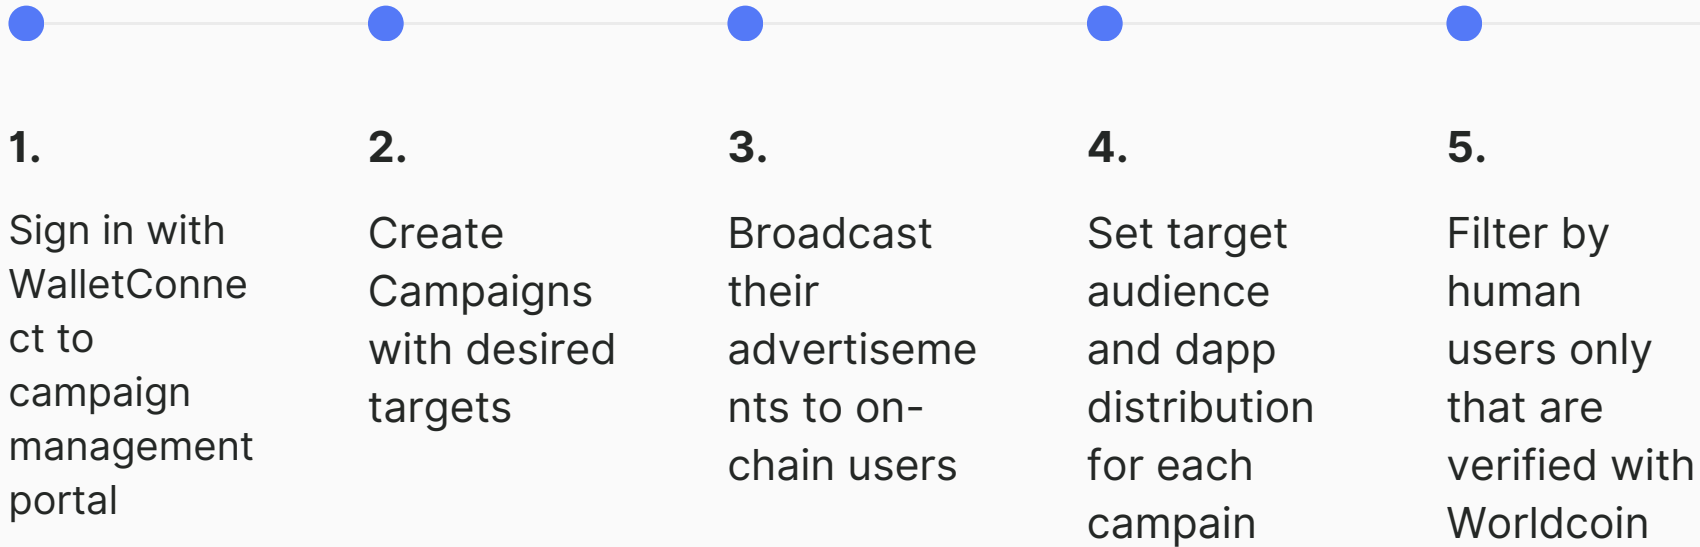 1.
Sign in with
WalletConne
ct to
campaign
management
portal
2.
Create
Campaigns
with desired
targets
3.
Broadcast
their
advertiseme
nts to on-
chain users
4.
Set target
audience
and dapp
distribution
for each
campain
5.
Filter by
human
users only
that are
verified with
Worldcoin